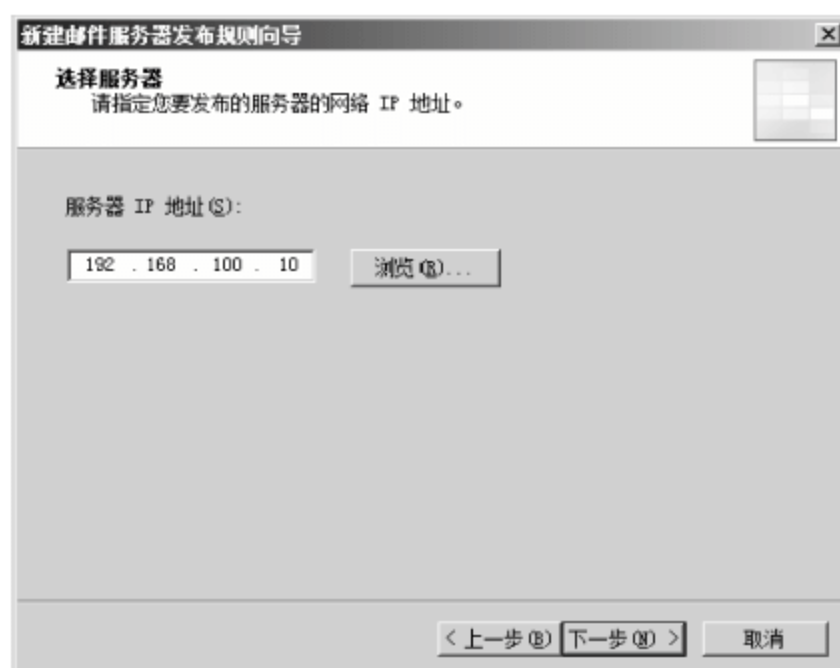 新建邮件服务器发布规则向导
选择服务器
请指定您要发布的服务器的网络 IP 地址。
服务器 IP 地址(S):
192 . 168 . 100 . 10
浏览(R)...
< 上一步(B)
下一步(N) >
取消